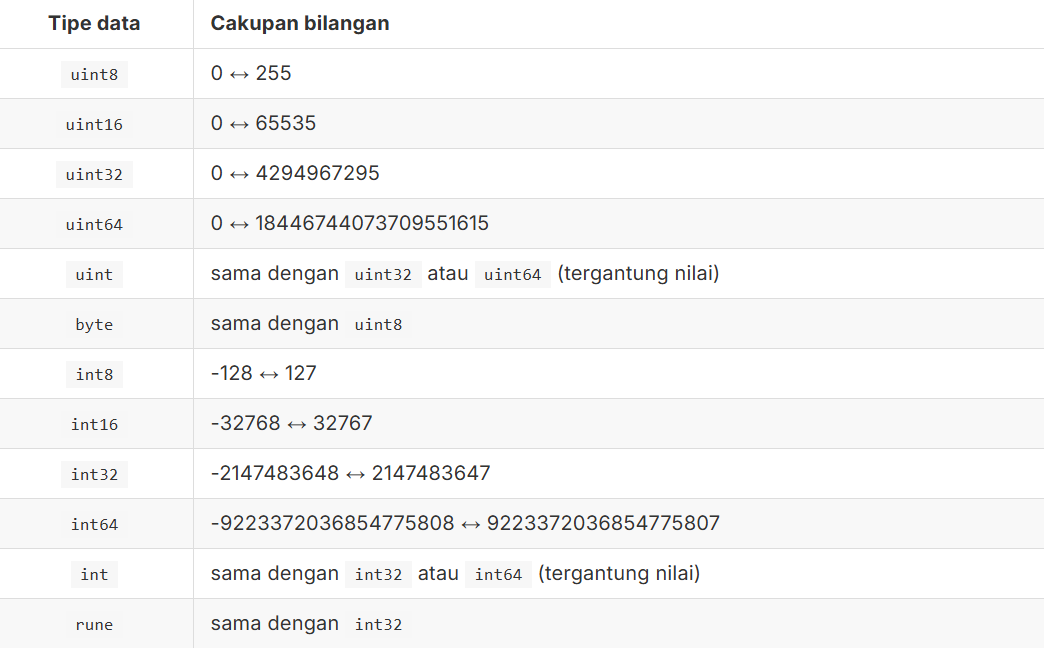 Tipe data Cakupan bilangan
uint8 0 ↔ 255
uint16 0 ↔ 65535
uint32 0 ↔ 4294967295
uint64 0 ↔ 18446744073709551615
uint sama dengan uint32 atau uint64 (tergantung nilai)
byte sama dengan uint8
int8 -128 ↔ 127
int16 -32768 ↔ 32767
int32 -2147483648 ↔ 2147483647
int64 -9223372036854775808 ↔ 9223372036854775807
int sama dengan int32 atau int64 (tergantung nilai)
rune sama dengan int32